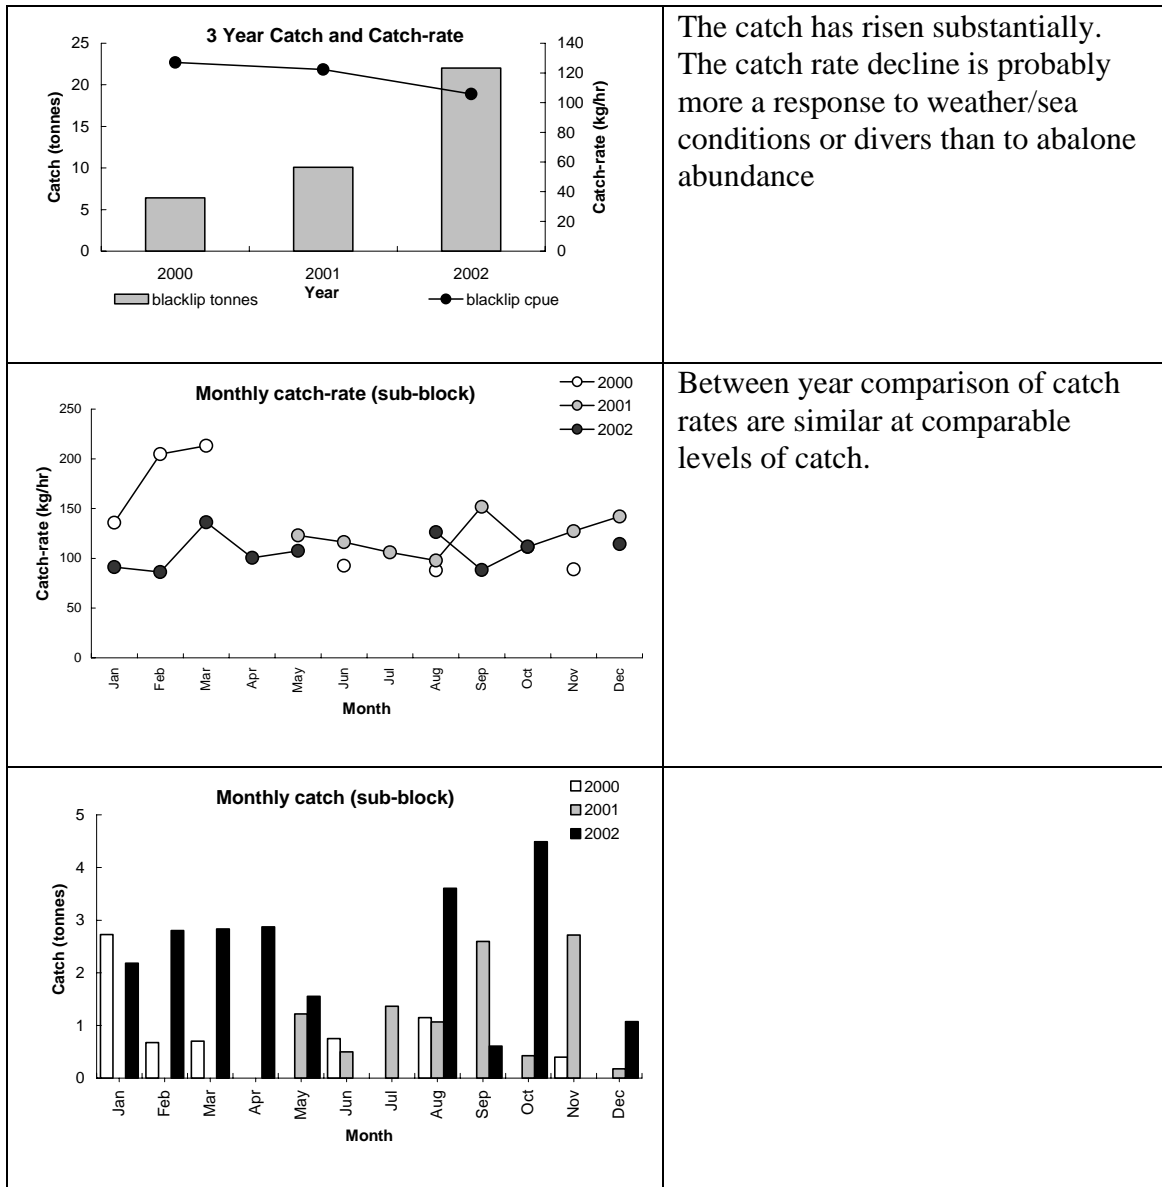 3 Year Catch and Catch-rate
25
20
15
10
5
0
Catch (tonnes)
140
120
100
80
60
40
20
0
Catch-rate (kg/hr)
2000
2001
2002
Year
blacklip tonnes
blacklip cpue
The catch has risen substantially.
The catch rate decline is probably
more a response to weather/sea
conditions or divers than to abalone
abundance
Monthly catch-rate (sub-block)
2000
2001
2002
250
200
150
100
50
0
Catch-rate (kg/hr)
Jan
Feb
Mar
Apr
May
Jun
Jul
Aug
Sep
Oct
Nov
Dec
Month
Between year comparison of catch
rates are similar at comparable
levels of catch.
Monthly catch (sub-block)
2000
2001
2002
5
4
3
2
1
0
Catch (tonnes)
Jan
Feb
Mar
Apr
May
Jun
Jul
Aug
Sep
Oct
Nov
Dec
Month